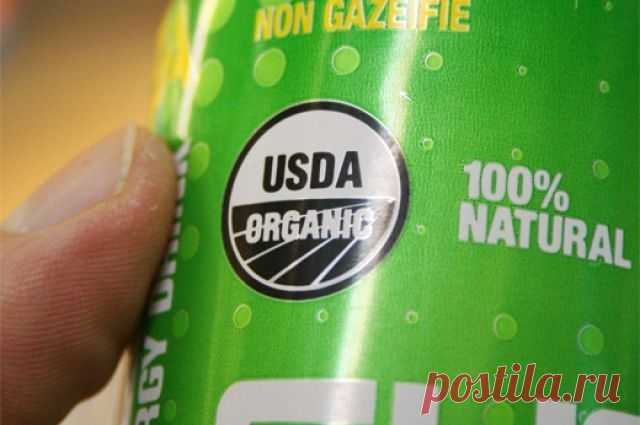 NON GAZEIFIE
USDA
ORGANIC
100%
NATURAL
postila.ru